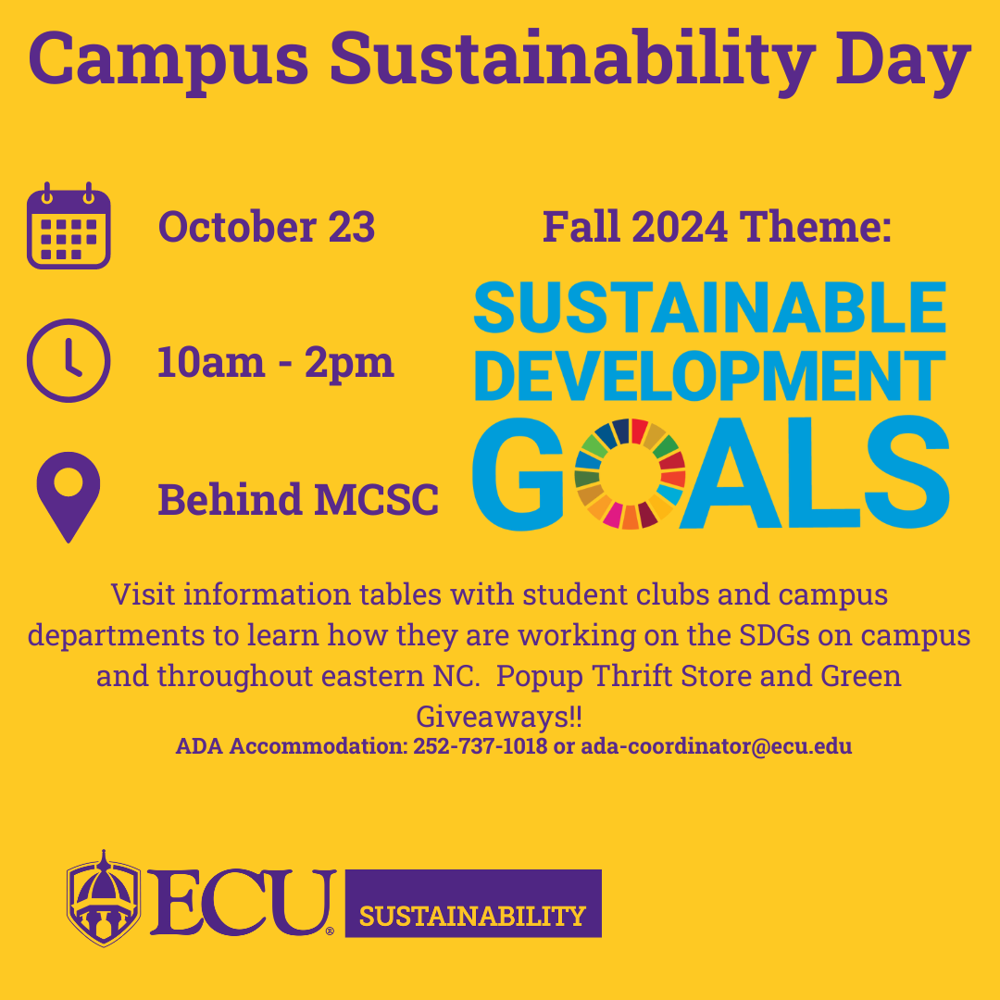 Campus Sustainability Day
October 23
10am - 2pm
Behind MCSC
Fall 2024 Theme:
SUSTAINABLE
DEVELOPMENT
GOALS
Visit information tables with student clubs and campus
departments to learn how they are working on the SDGs on campus
and throughout eastern NC.  Popup Thrift Store and Green
Giveaways!!
ADA Accommodation: 252-737-1018 or ada-coordinator@ecu.edu
ECU® SUSTAINABILITY